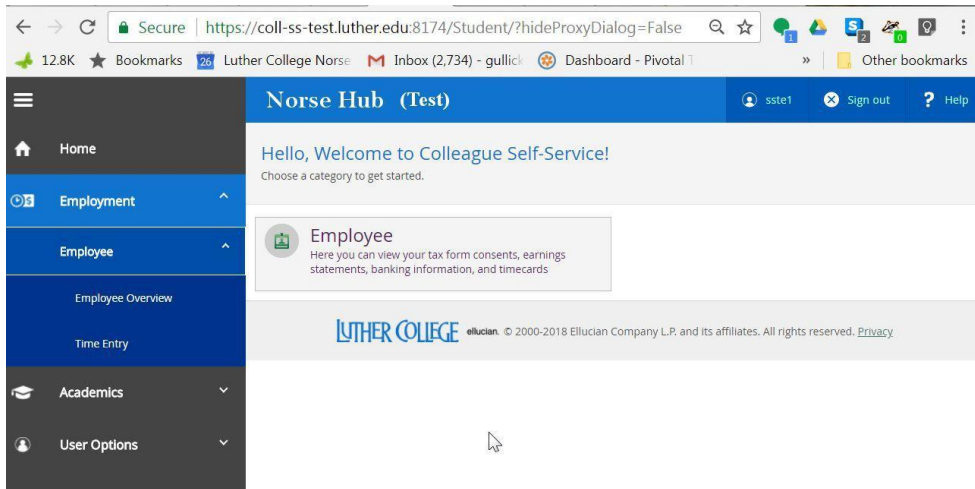 Secure | https://coll-ss-test.luther.edu:8174/Student/?hideProxyDialog=False
1
2
0
12.8K
Bookmarks
26
Luther College Norse
M Inbox (2,734) - gullick
Dashboard - Pivotal T
»
Other bookmarks
Norse Hub (Test)
sste1
Sign out
? Help
Home
Employment
Employee
Employee Overview
Time Entry
Academics
User Options
Hello, Welcome to Colleague Self-Service!
Choose a category to get started.
Employee
Here you can view your tax form consents, earnings
statements, banking information, and timecards
LUTHER COLLEGE ellucian. © 2000-2018 Ellucian Company L.P. and its affiliates. All rights reserved. Privacy